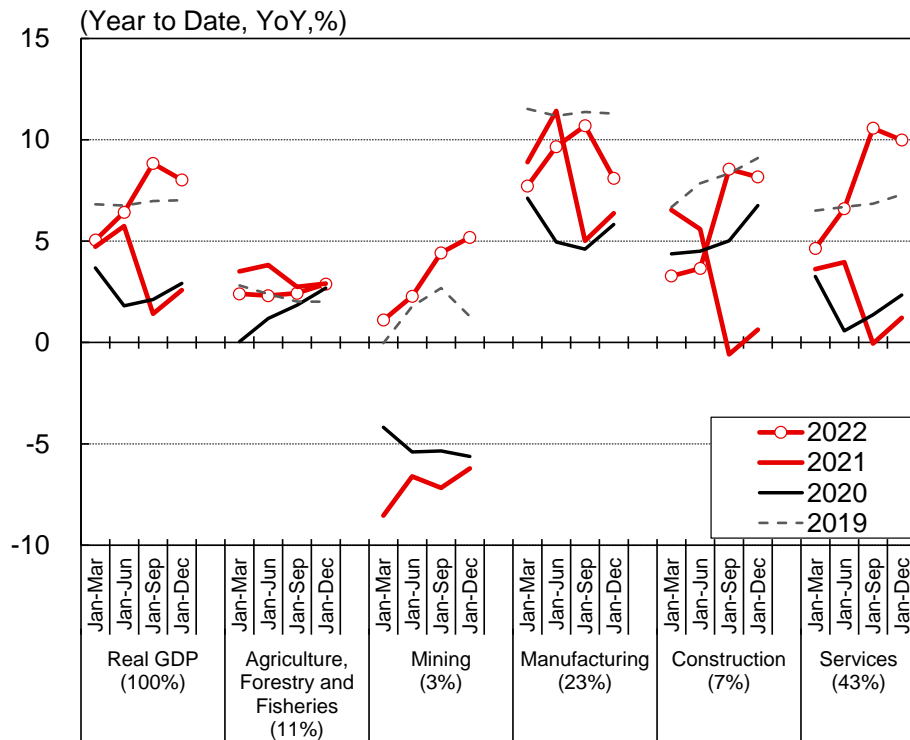 (Year to Date, YoY,%)
15
10
5
0
-5
-10
2022
2021
2020
2019
Jan-Mar
Jan-Jun
Jan-Sep
Jan-Dec
Jan-Mar
Jan-Jun
Jan-Sep
Jan-Dec
Jan-Mar
Jan-Jun
Jan-Sep
Jan-Dec
Jan-Mar
Jan-Jun
Jan-Sep
Jan-Dec
Jan-Mar
Jan-Jun
Jan-Sep
Jan-Dec
Jan-Mar
Jan-Jun
Jan-Sep
Jan-Dec
Real GDP
(100%)
Agriculture,
Forestry and
Fisheries
(11%)
Mining
(3%)
Manufacturing
(23%)
Construction
(7%)
Services
(43%)